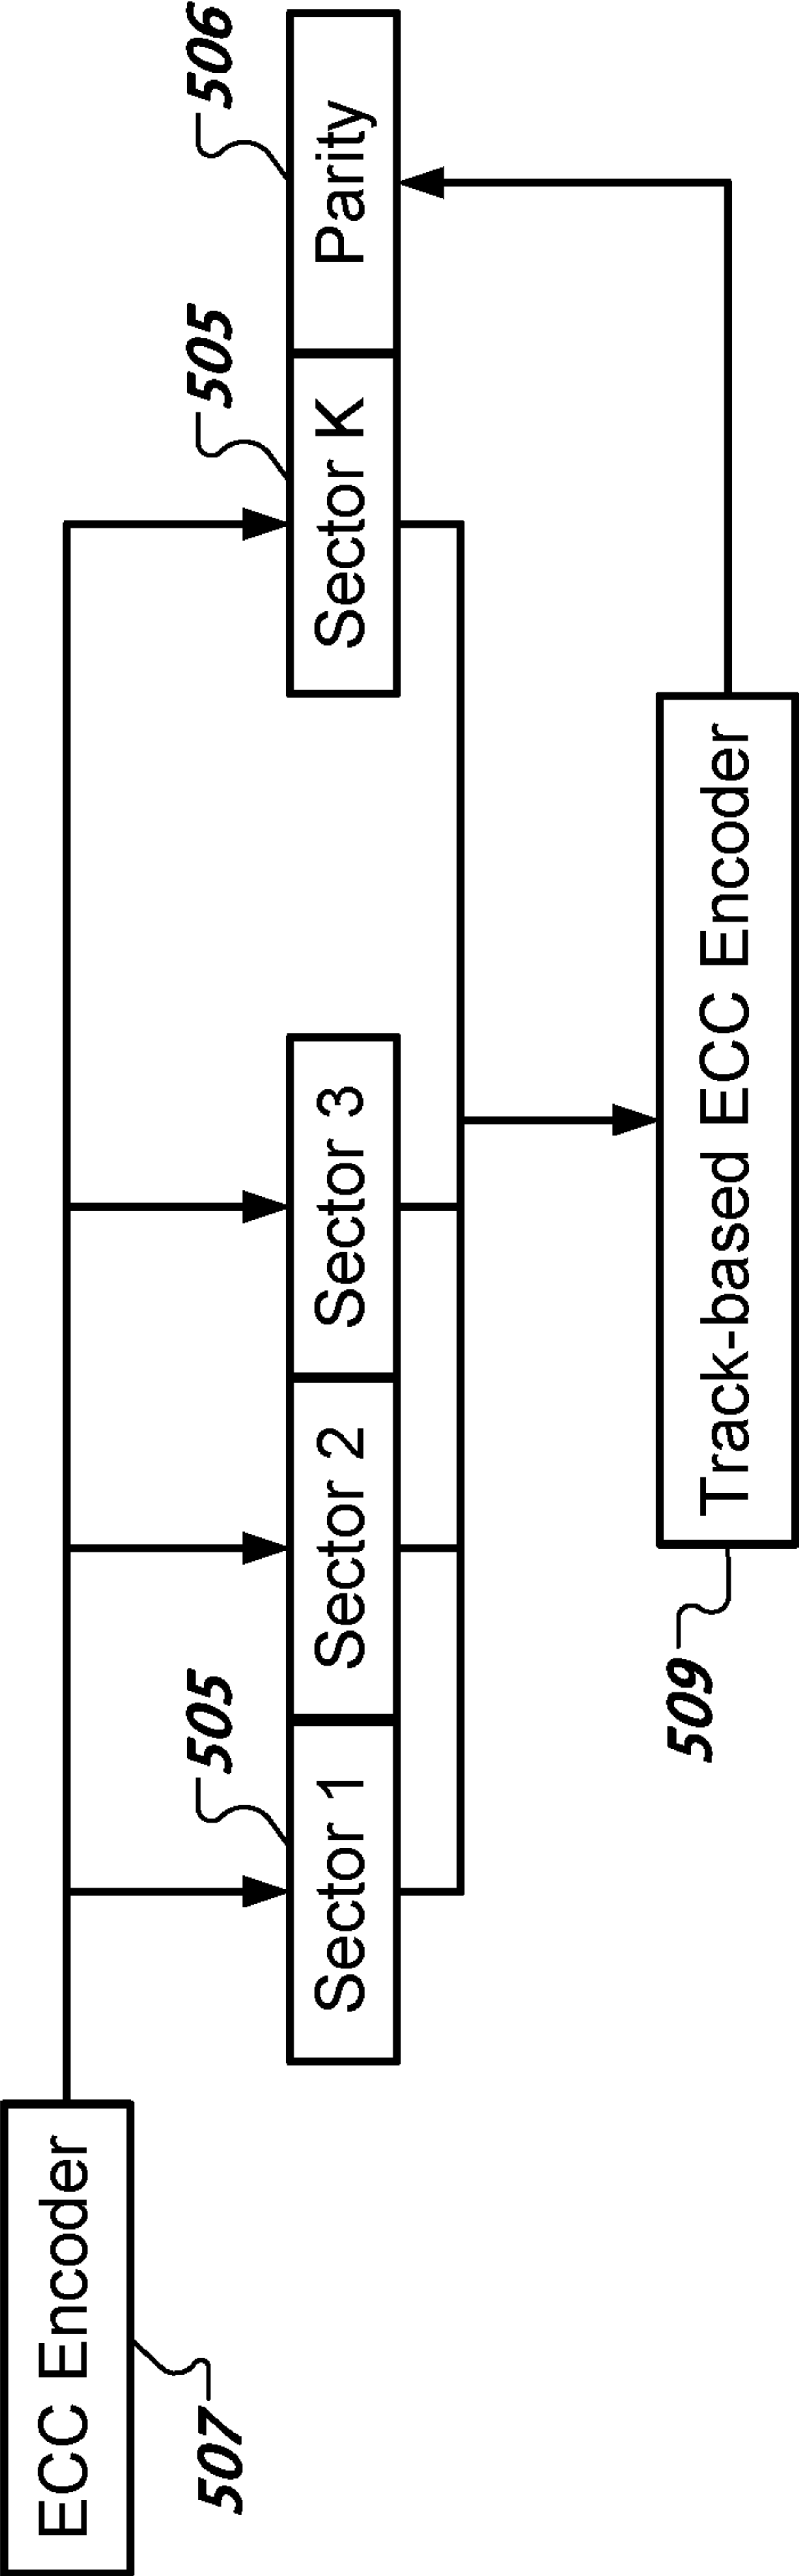 ECC Encoder
507
505
505
506
Sector 1
Sector 2
Sector 3
Sector K
Parity
509
Track-based ECC Encoder